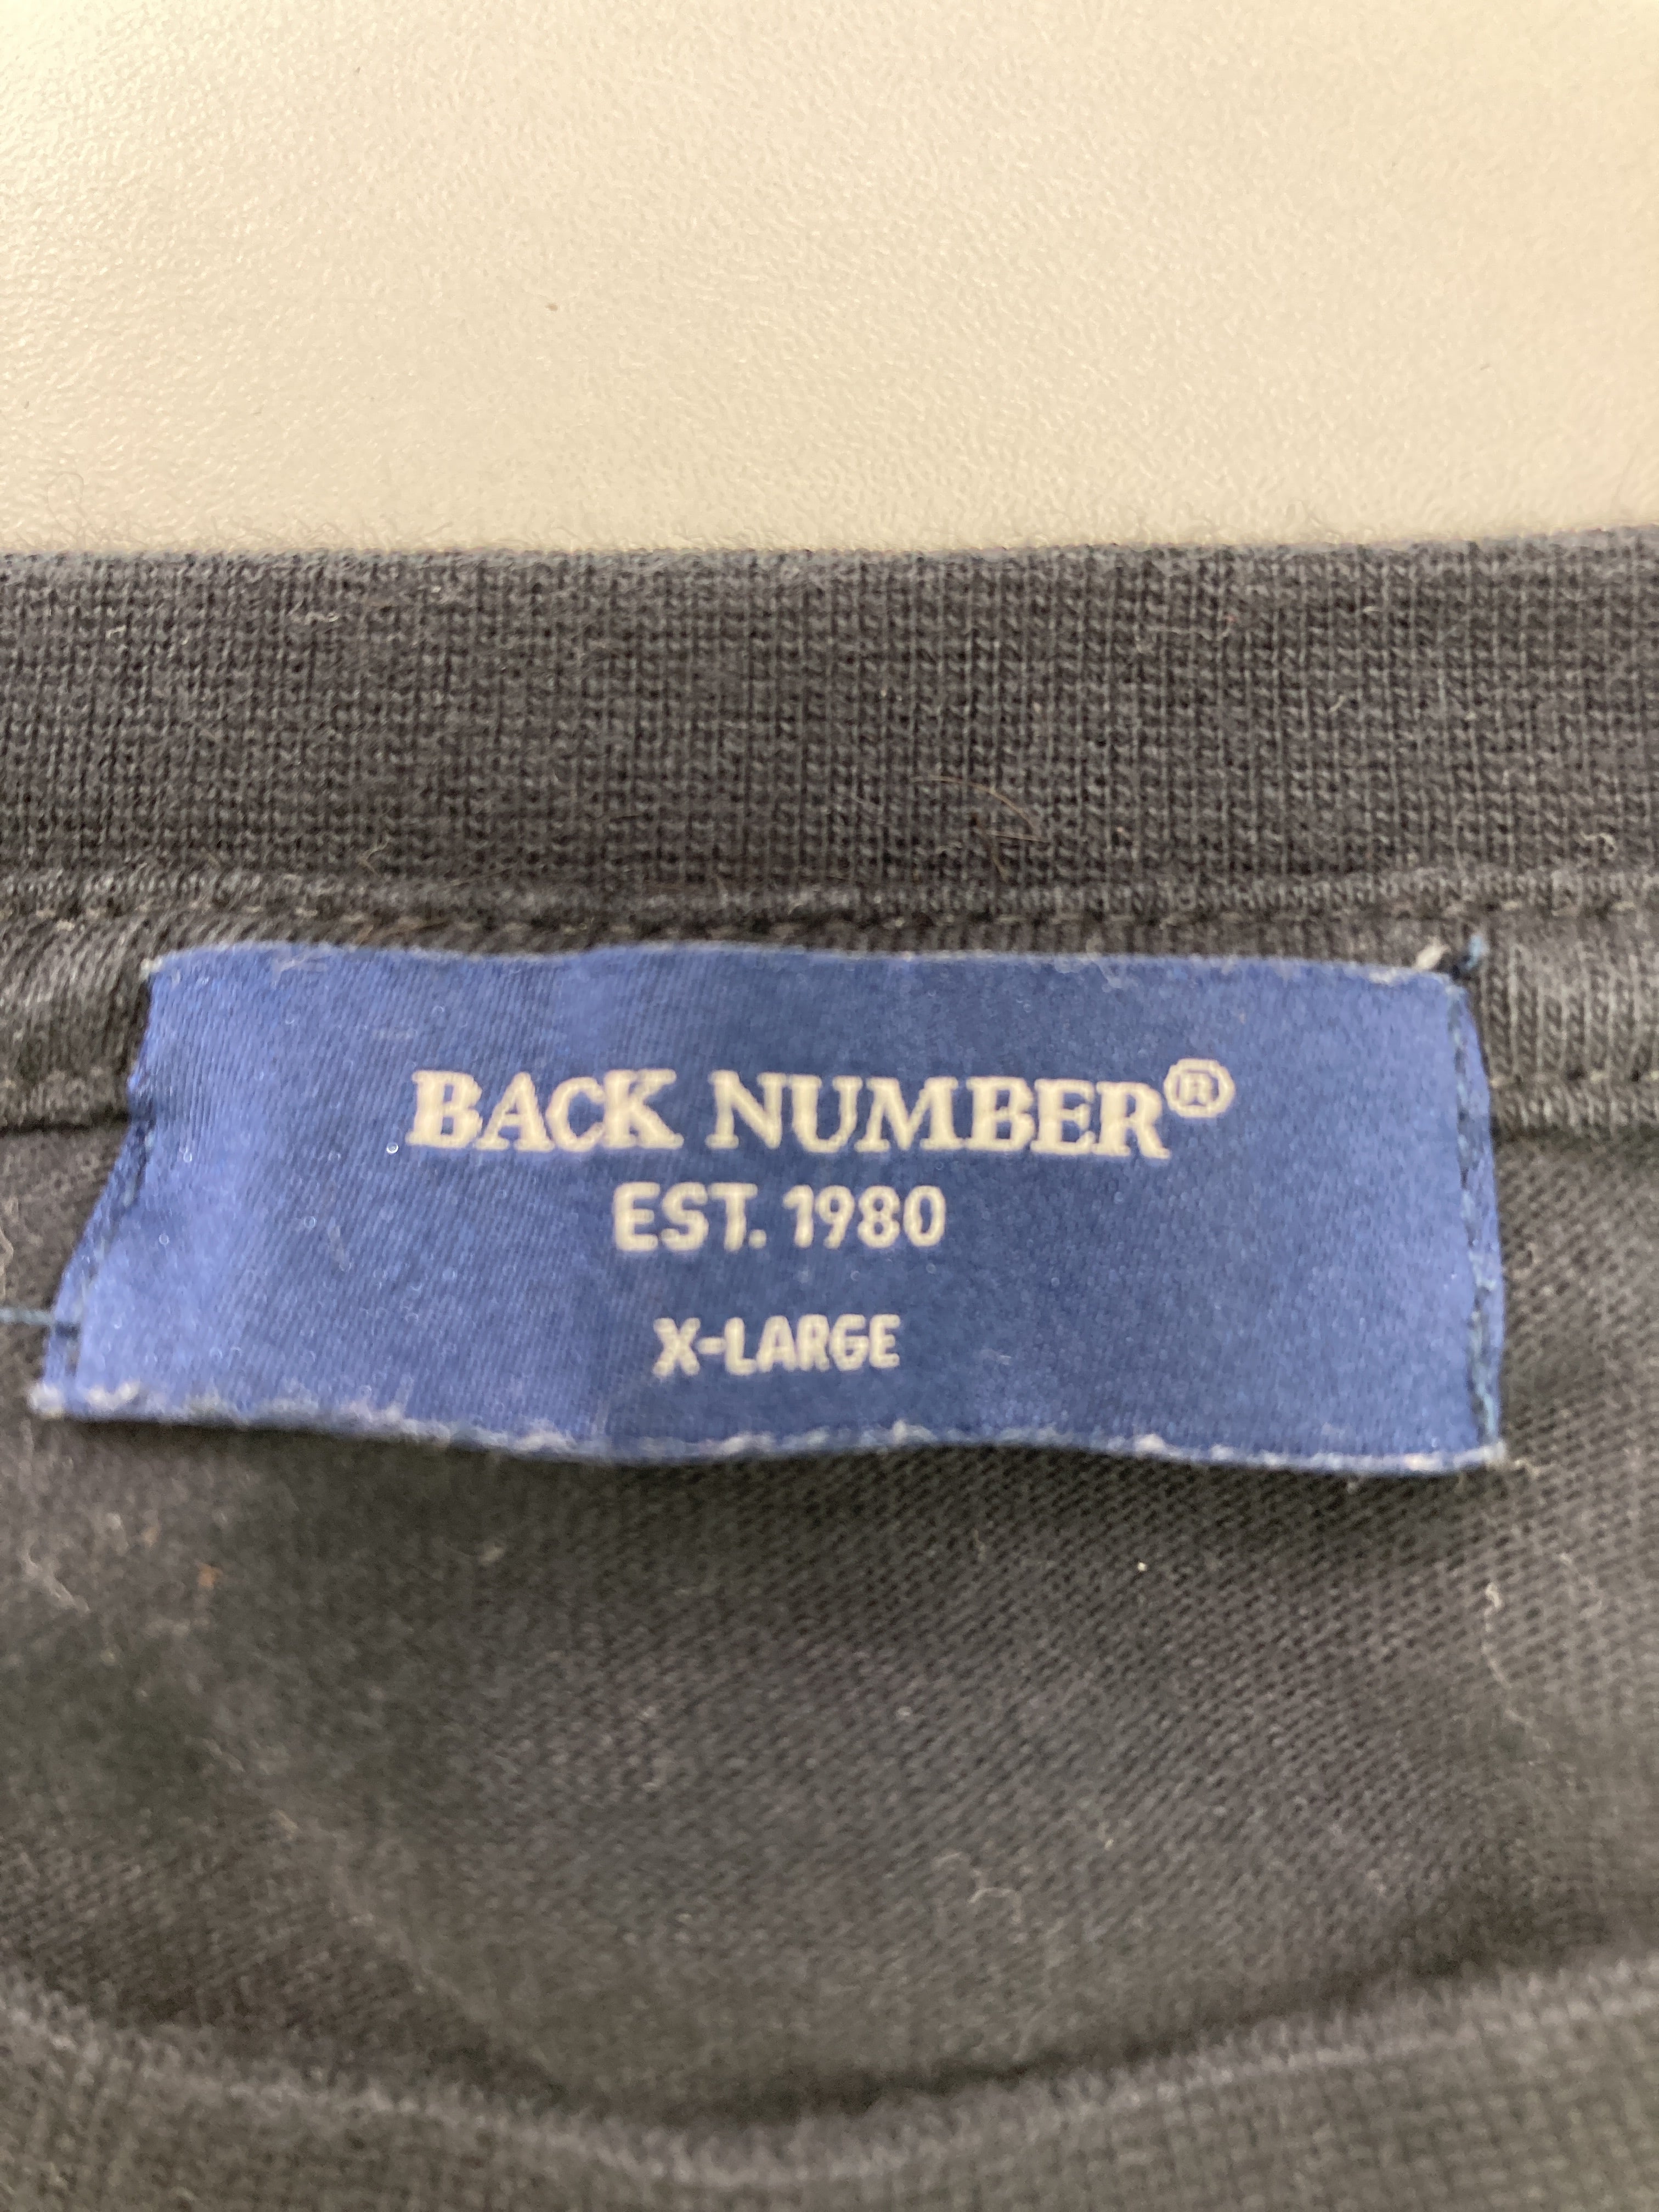 BACK NUMBER®
EST. 1980
X-LARGE